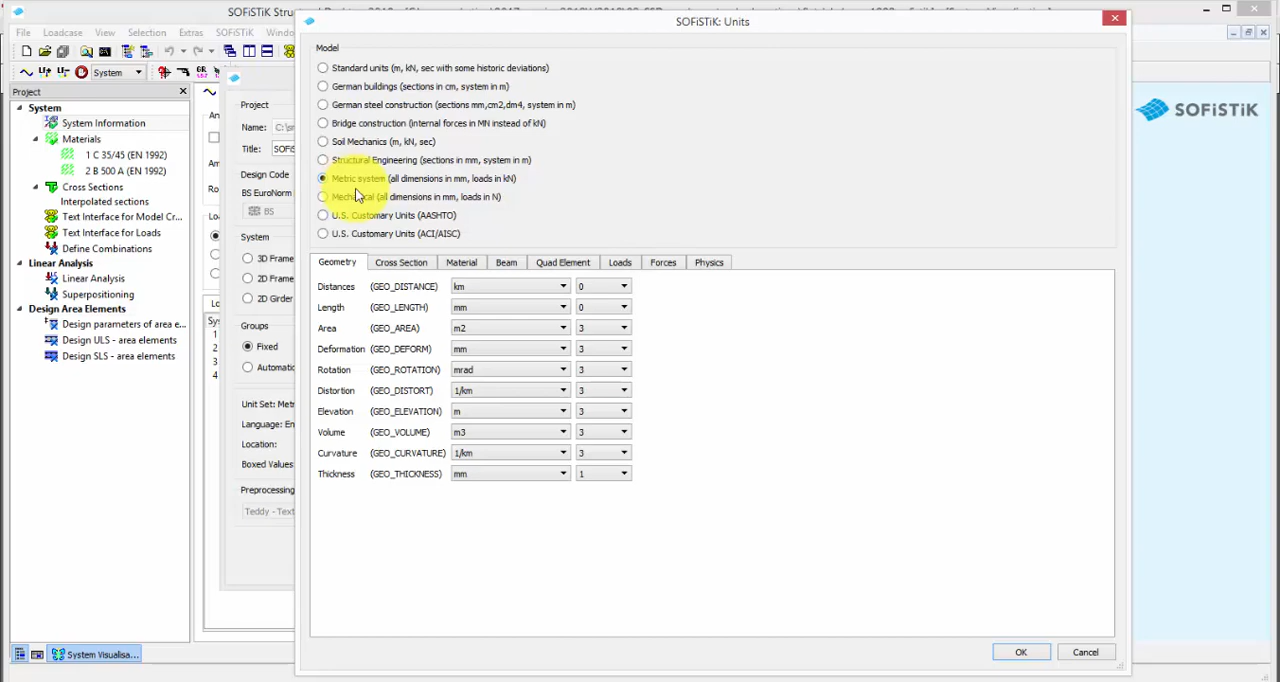 SOFiSTiK: Units
File Loadcase View Selection Extras SOFiSTiK
System
Project
System
System Information
Materials
1 C 35/45 (EN 1992)
2 B 500 A (EN 1992)
Cross Sections
Interpolated sections
Text Interface for Model Cr...
Text Interface for Loads
Define Combinations
Linear Analysis
Linear Analysis
Superpositioning
Design Area Elements
Design parameters of area e...
Design ULS - area elements
Design SLS - area elements
System Visualisa...
Project
Name:
Title: SOFiS
Design Code
BS EuroNorm
BS
System
3D Frame
2D Frame
2D Girder
Groups
Fixed
Automatic
Unit Set: Metr
Language: En
Location:
Boxed Values:
Preprocessing
Teddy - Text
Model
Standard units (m, kN, sec with some historic deviations)
German buildings (sections in cm, system in m)
German steel construction (sections mm,cm2,dm4, system in m)
Bridge construction (internal forces in MN instead of kN)
Soil Mechanics (m, kN, sec)
Structural Engineering (sections in mm, system in m)
Metric system (all dimensions in mm, loads in kN)
Mechanical (all dimensions in mm, loads in N)
U.S. Customary Units (AASHTO)
U.S. Customary Units (ACI/AISC)
Geometry Cross Section Material Beam Quad Element Loads Forces Physics
Distances (GEO_DISTANCE) km 0
Length (GEO_LENGTH) mm 0
Area (GEO_AREA) m2 3
Deformation (GEO_DEFORM) mm 3
Rotation (GEO_ROTATION) mrad 3
Distortion (GEO_DISTORT) 1/km 3
Elevation (GEO_ELEVATION) m 3
Volume (GEO_VOLUME) m3 3
Curvature (GEO_CURVATURE) 1/km 3
Thickness (GEO_THICKNESS) mm 1
OK Cancel
SOFiSTiK